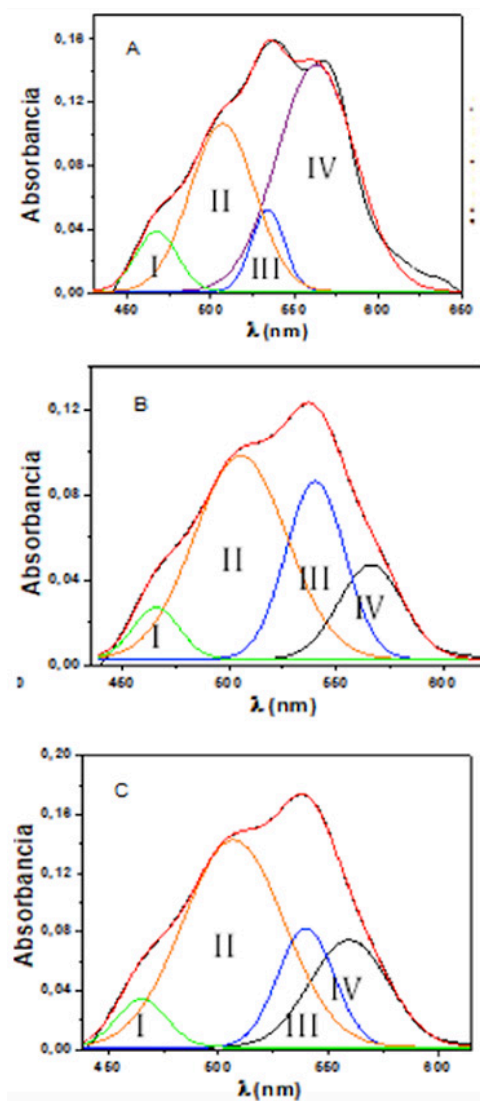 A
0,16
0,12
0,08
0,04
0,00
Absorbancia
I
II
III
IV
450 500 550 600 650
λ (nm)
B
0,12
0,08
0,04
0,00
Absorbancia
I
II
III
IV
0
450 500 550 600
λ (nm)
C
0,20
0,16
0,12
0,08
0,04
0,00
Absorbancia
I
II
III
IV
450 500 550 600
λ (nm)